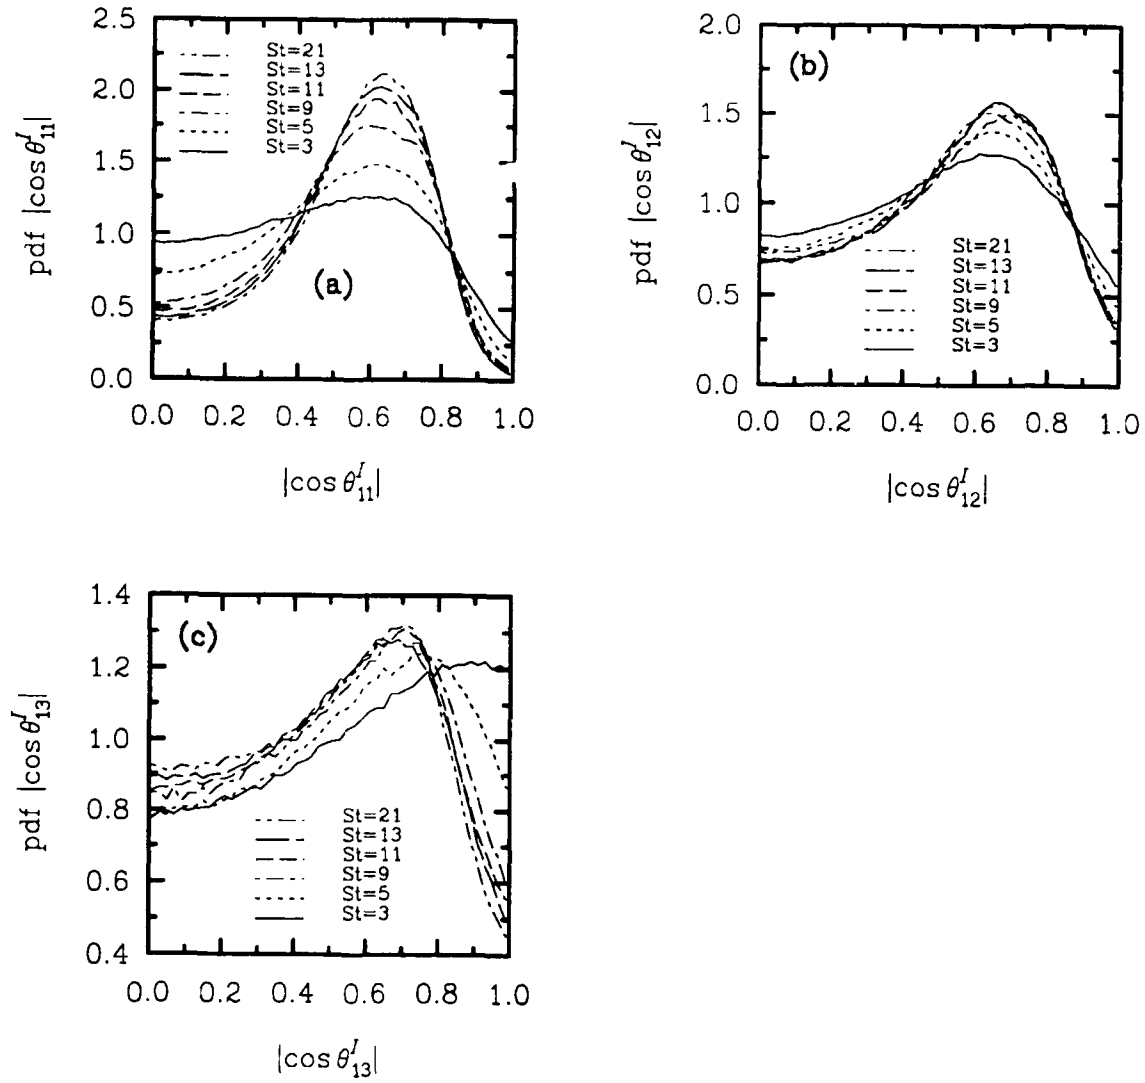 pdf |cos θ^I_11|
2.5
2.0
1.5
1.0
0.5
0.0
St=21
St=13
St=11
St=9
St=5
St=3
(a)
0.0 0.2 0.4 0.6 0.8 1.0
|cos θ^I_11|
pdf |cos θ^I_12|
2.0
1.5
1.0
0.5
0.0
(b)
St=21
St=13
St=11
St=9
St=5
St=3
0.0 0.2 0.4 0.6 0.8 1.0
|cos θ^I_12|
pdf |cos θ^I_13|
1.4
1.2
1.0
0.8
0.6
0.4
(c)
St=21
St=13
St=11
St=9
St=5
St=3
0.0 0.2 0.4 0.6 0.8 1.0
|cos θ^I_13|